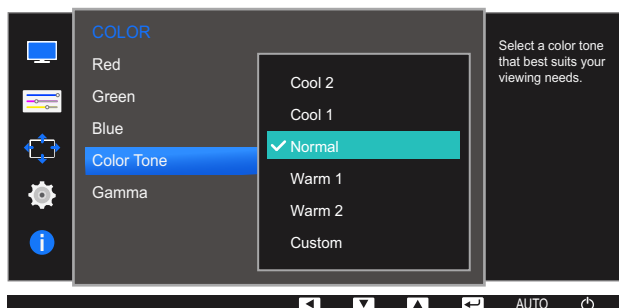 COLOR
Red
Green
Blue
Color Tone
Gamma
Cool 2
Cool 1
Normal
Warm 1
Warm 2
Custom
Select a color tone
that best suits your
viewing needs.
AUTO